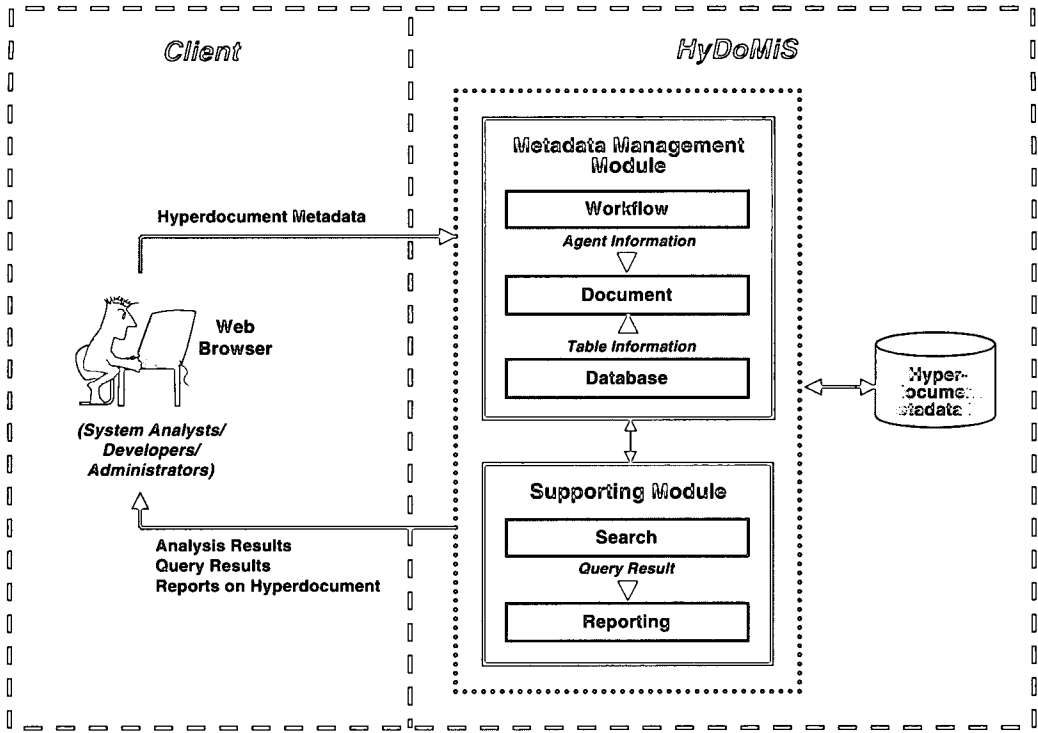 Client
HyDoMiS
Metadata Management
Module
Workflow
Agent Information
Document
Table Information
Database
Hyperdocument Metadata
Web
Browser
(System Analysts/
Developers/
Administrators)
Hyper-
Supporting Module
Search
Query Result
Reporting
Analysis Results
Query Results
Reports on Hyperdocument